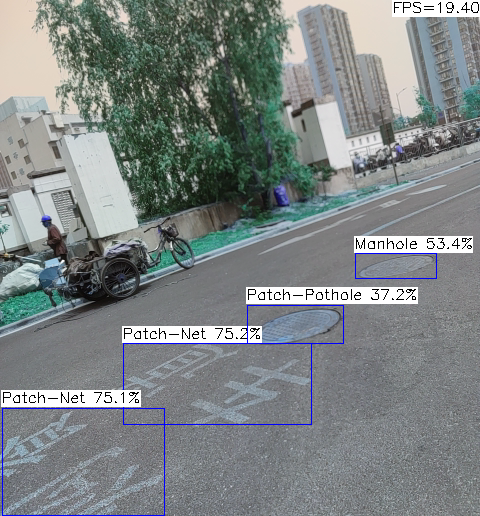 FPS=19.40
Manhole 53.4%
Patch-Pothole 37.2%
Patch-Net 75.2%
Patch-Net 75.1%